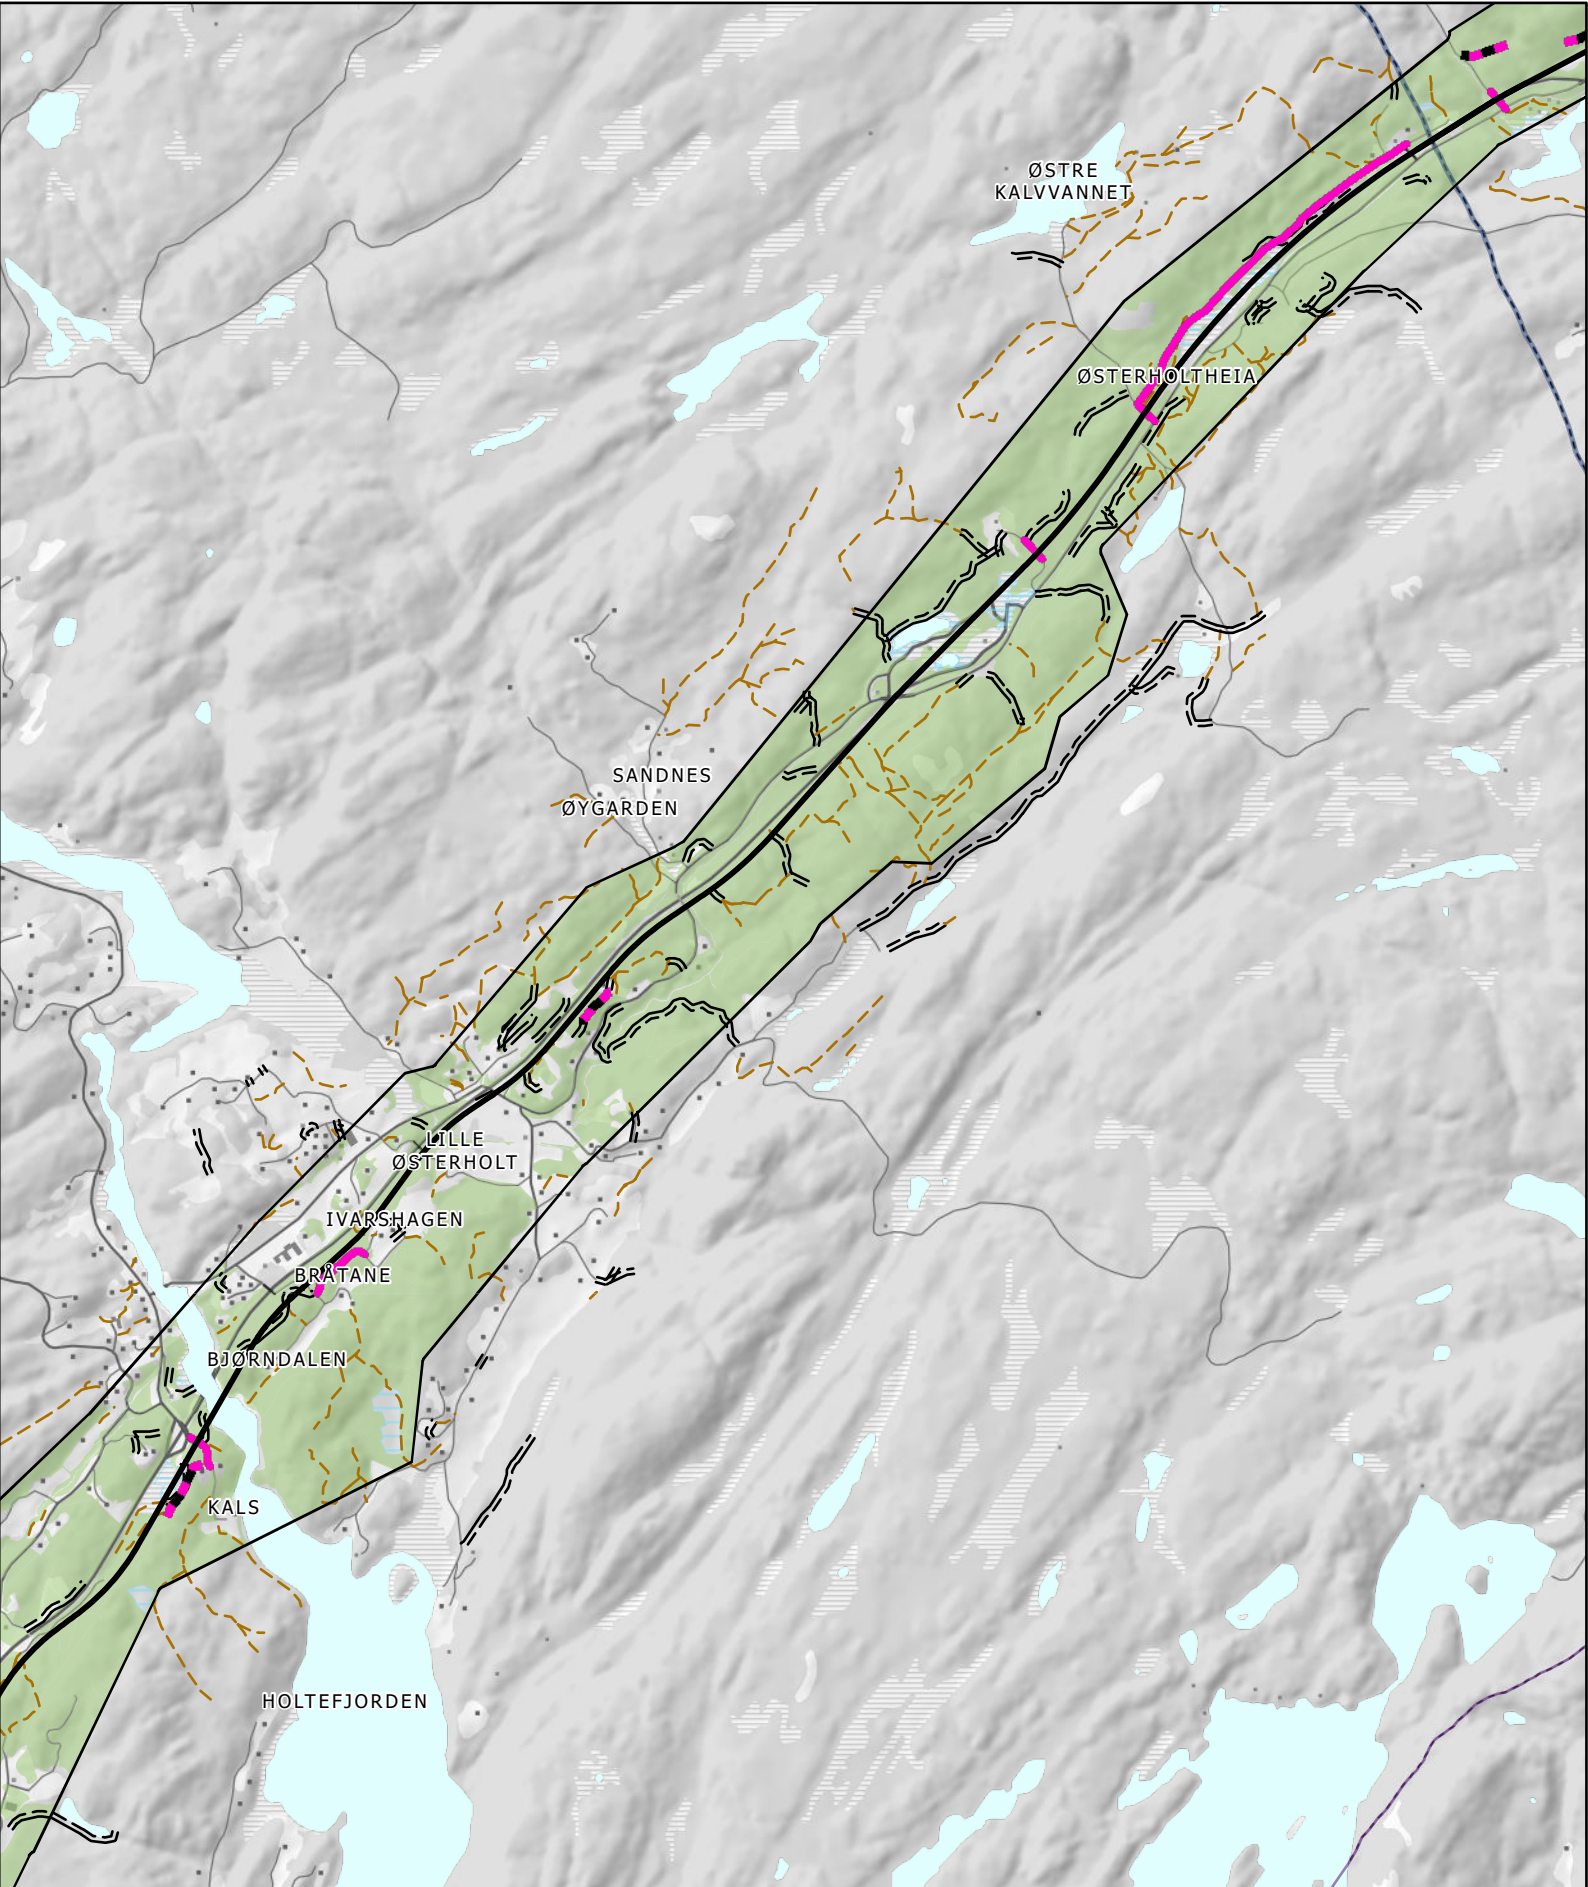 ØSTRE
KALVVANNET
ØSTERHOLTHEIA
SANDNES
ØYGARDEN
LILLE
ØSTERHOLT
IVARSHAGEN
BRÅTANE
BJØRNDALEN
KALS
HOLTEFJORDEN